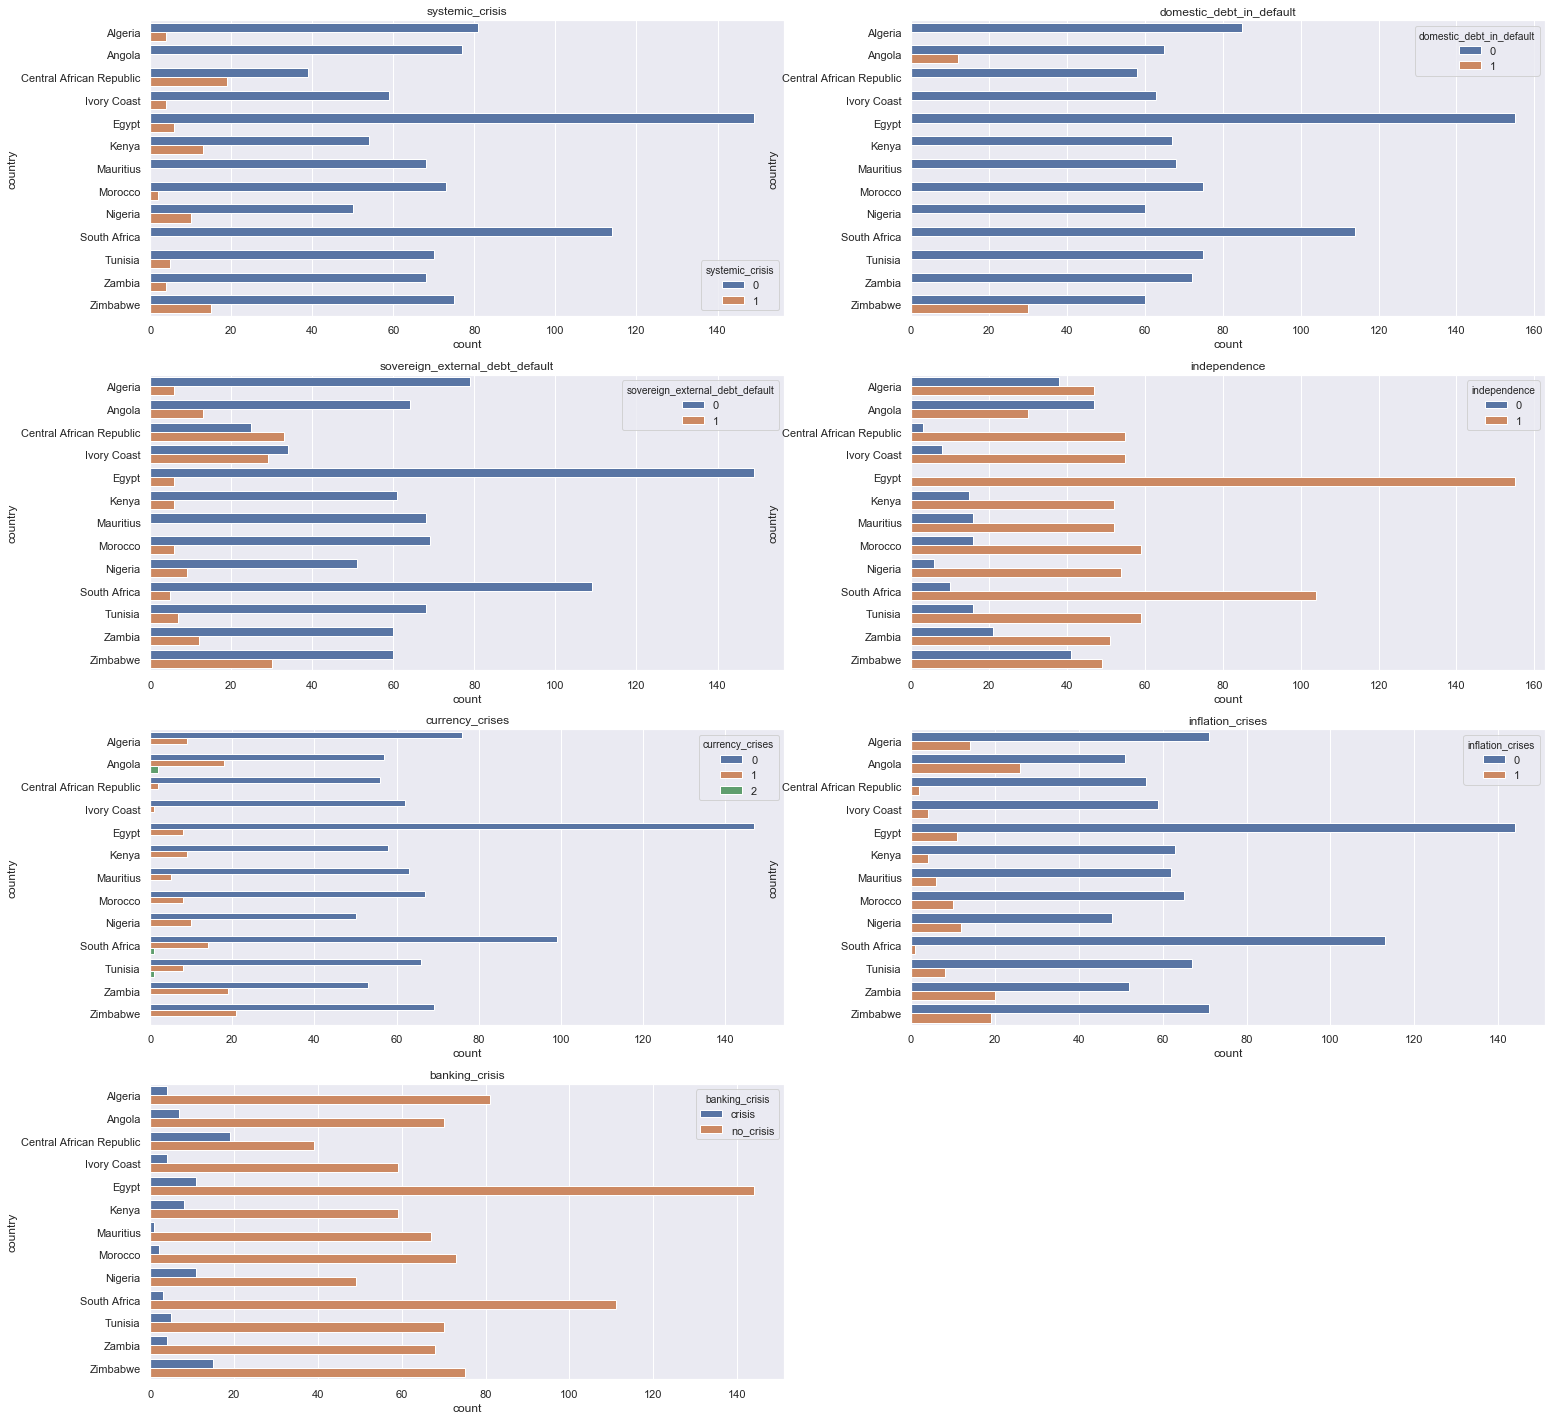 systemic_crisis
country
Algeria
Angola
Central African Republic
Ivory Coast
Egypt
Kenya
Mauritius
Morocco
Nigeria
South Africa
Tunisia
Zambia
Zimbabwe
systemic_crisis
0
1
0 20 40 60 80 100 120 140
count
domestic_debt_in_default
country
Algeria
Angola
Central African Republic
Ivory Coast
Egypt
Kenya
Mauritius
Morocco
Nigeria
South Africa
Tunisia
Zambia
Zimbabwe
domestic_debt_in_default
0
1
0 20 40 60 80 100 120 140 160
count
sovereign_external_debt_default
country
Algeria
Angola
Central African Republic
Ivory Coast
Egypt
Kenya
Mauritius
Morocco
Nigeria
South Africa
Tunisia
Zambia
Zimbabwe
sovereign_external_debt_default
0
1
0 20 40 60 80 100 120 140
count
independence
country
Algeria
Angola
Central African Republic
Ivory Coast
Egypt
Kenya
Mauritius
Morocco
Nigeria
South Africa
Tunisia
Zambia
Zimbabwe
independence
0
1
0 20 40 60 80 100 120 140 160
count
currency_crises
country
Algeria
Angola
Central African Republic
Ivory Coast
Egypt
Kenya
Mauritius
Morocco
Nigeria
South Africa
Tunisia
Zambia
Zimbabwe
currency_crises
0
1
2
0 20 40 60 80 100 120 140
count
inflation_crises
country
Algeria
Angola
Central African Republic
Ivory Coast
Egypt
Kenya
Mauritius
Morocco
Nigeria
South Africa
Tunisia
Zambia
Zimbabwe
inflation_crises
0
1
0 20 40 60 80 100 120 140
count
banking_crisis
country
Algeria
Angola
Central African Republic
Ivory Coast
Egypt
Kenya
Mauritius
Morocco
Nigeria
South Africa
Tunisia
Zambia
Zimbabwe
banking_crisis
crisis
no_crisis
0 20 40 60 80 100 120 140
count